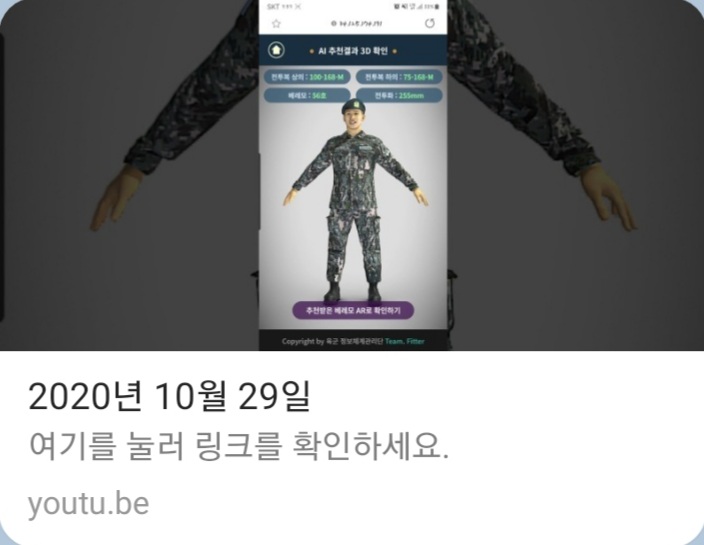 SKT
AI 추천결과 3D 확인
전투복 상의 : 100-168-M 전투복 하의 : 75-168-M
베레모 : 56호 전투화 : 255mm
추천받은 베레모 AR로 확인하기
Copyright by 육군 정보체계관리단 Team. Fitter
2020년 10월 29일
여기를 눌러 링크를 확인하세요.
youtu.be